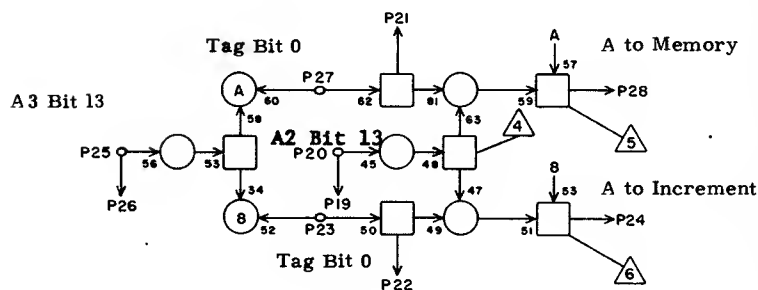 P21
Tag Bit 0
A
A to Memory
P27
57
A
A3 Bit 13
60
62
81
59
P28
58
63
4
A2 Bit 13
5
P25
P20
56
53
45
48
34
47
8
A to Increment
P26
P19
53
8
P23
P24
52
50
49
51
Tag Bit 0
P22
6